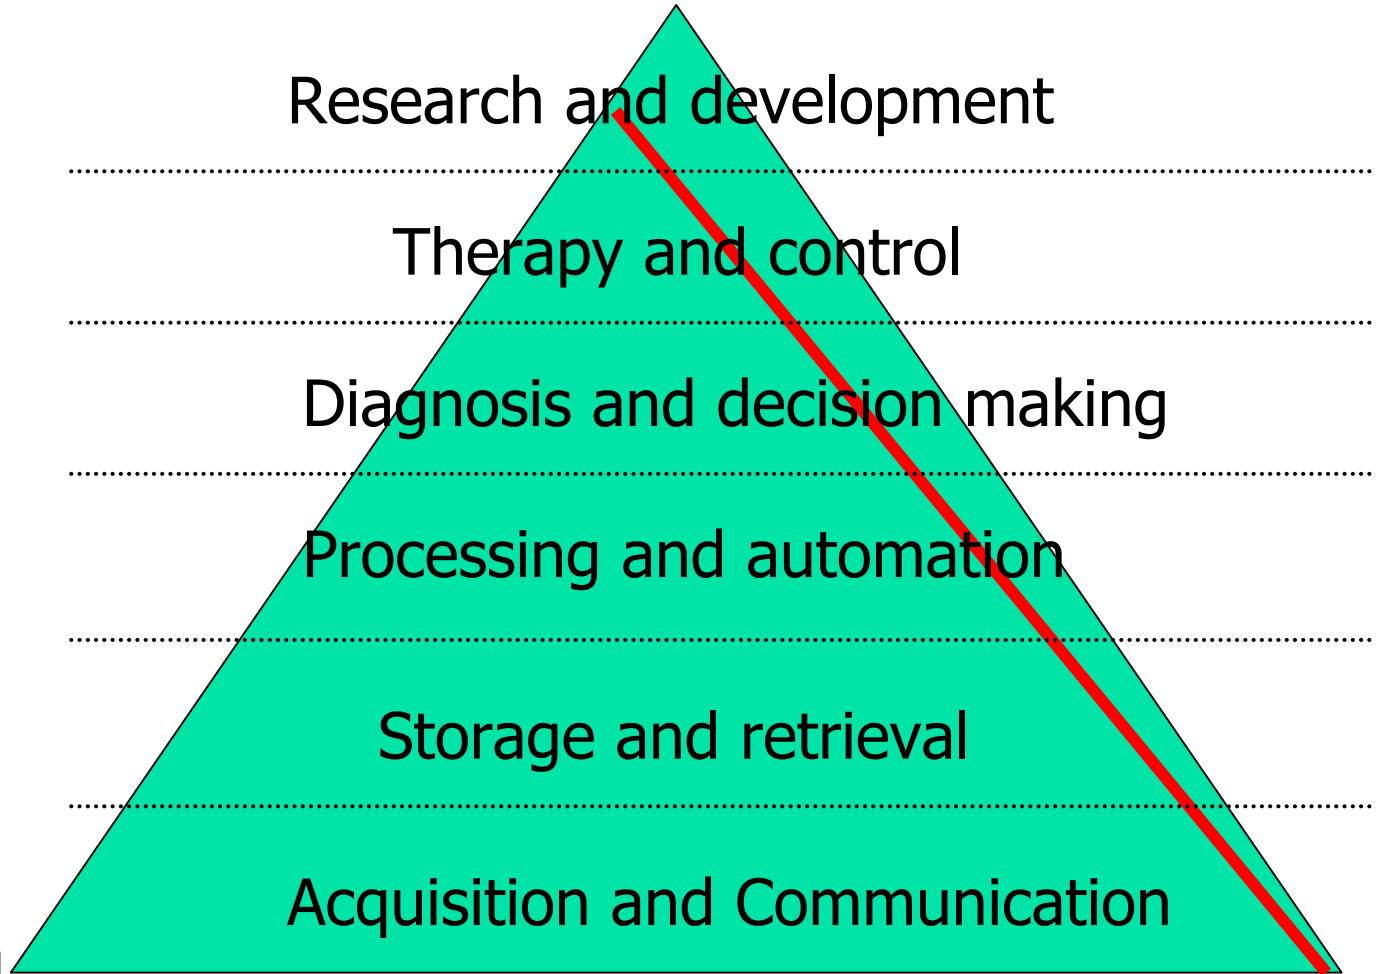 Research and development
Therapy and control
Diagnosis and decision making
Processing and automation
Storage and retrieval
Acquisition and Communication